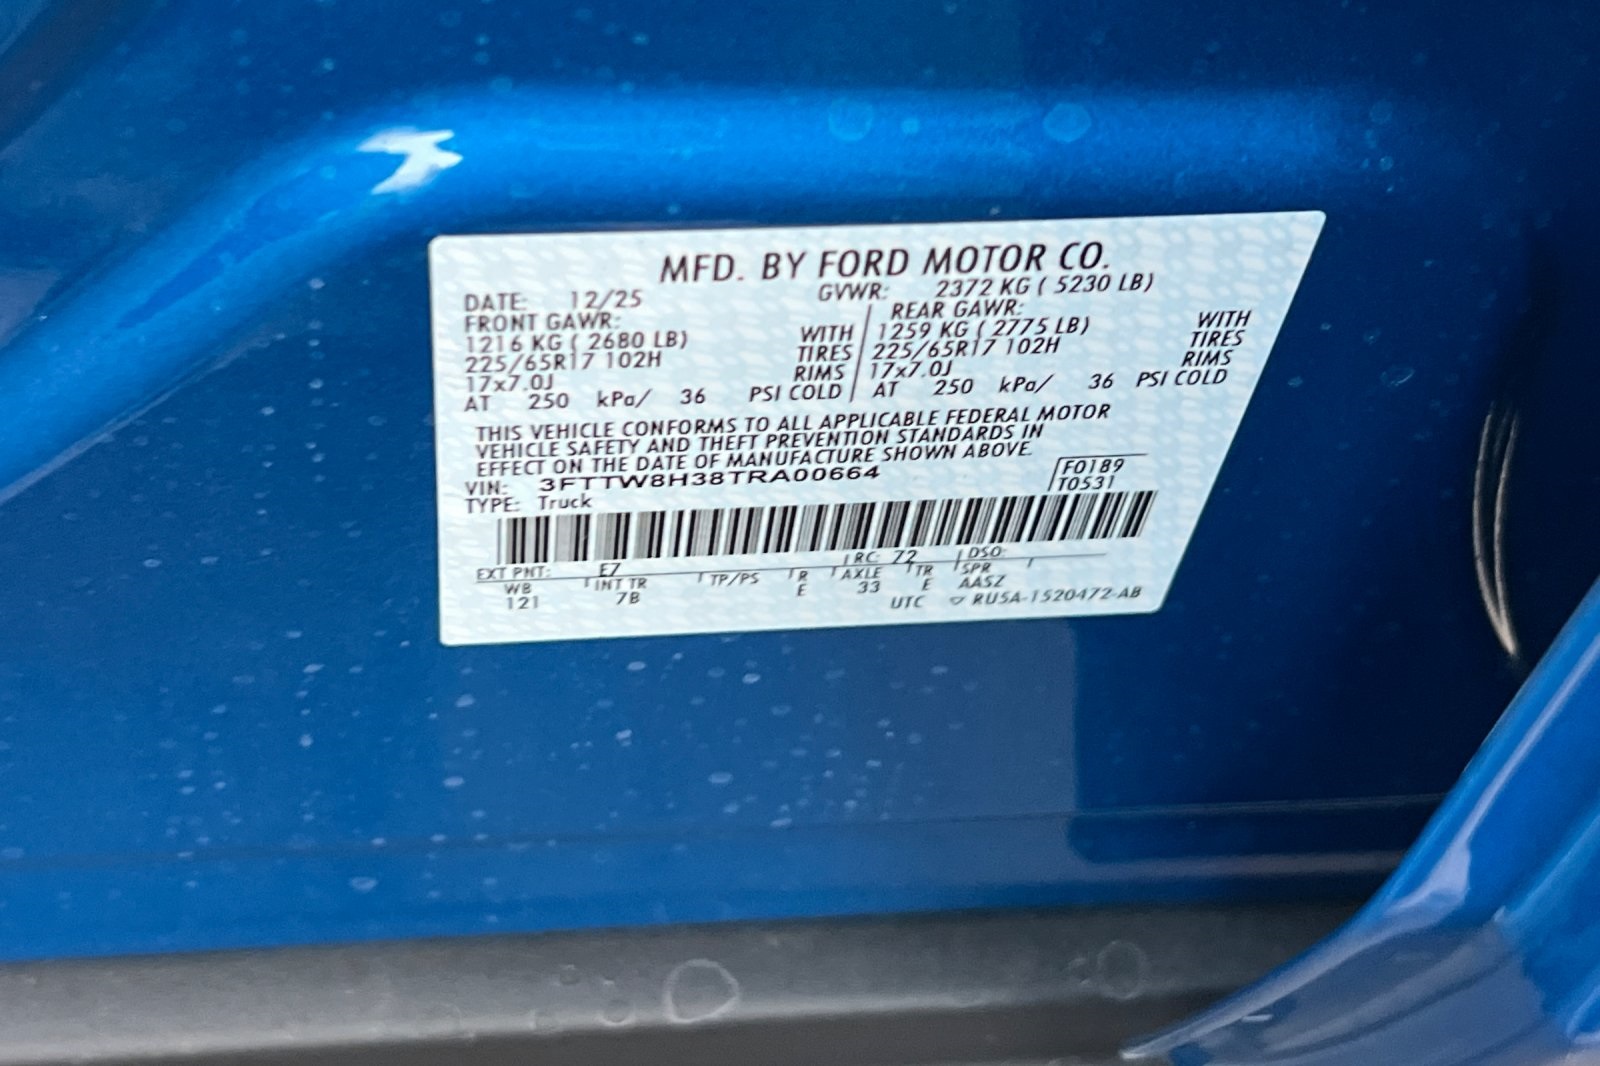 MFD. BY FORD MOTOR CO.
DATE: 12/25 GVWR: 2372 KG ( 5230 LB)
FRONT GAWR: REAR GAWR:
1216 KG ( 2680 LB) WITH 1259 KG ( 2775 LB) WITH
225/65R17 102H TIRES 225/65R17 102H TIRES
17x7.0J RIMS 17x7.0J RIMS
AT 250 kPa/ 36 PSI COLD AT 250 kPa/ 36 PSI COLD
THIS VEHICLE CONFORMS TO ALL APPLICABLE FEDERAL MOTOR
VEHICLE SAFETY AND THEFT PREVENTION STANDARDS IN
EFFECT ON THE DATE OF MANUFACTURE SHOWN ABOVE.
VIN: 3FTTW8H38TRA00664 F0189
TYPE: Truck T0531
RC: 72 DSO:
EXT PNT: E7
WB INT TR TP/PS R AXLE TR SPR
121 7B E 33 E AASZ
UTC RU5A-1520472-AB